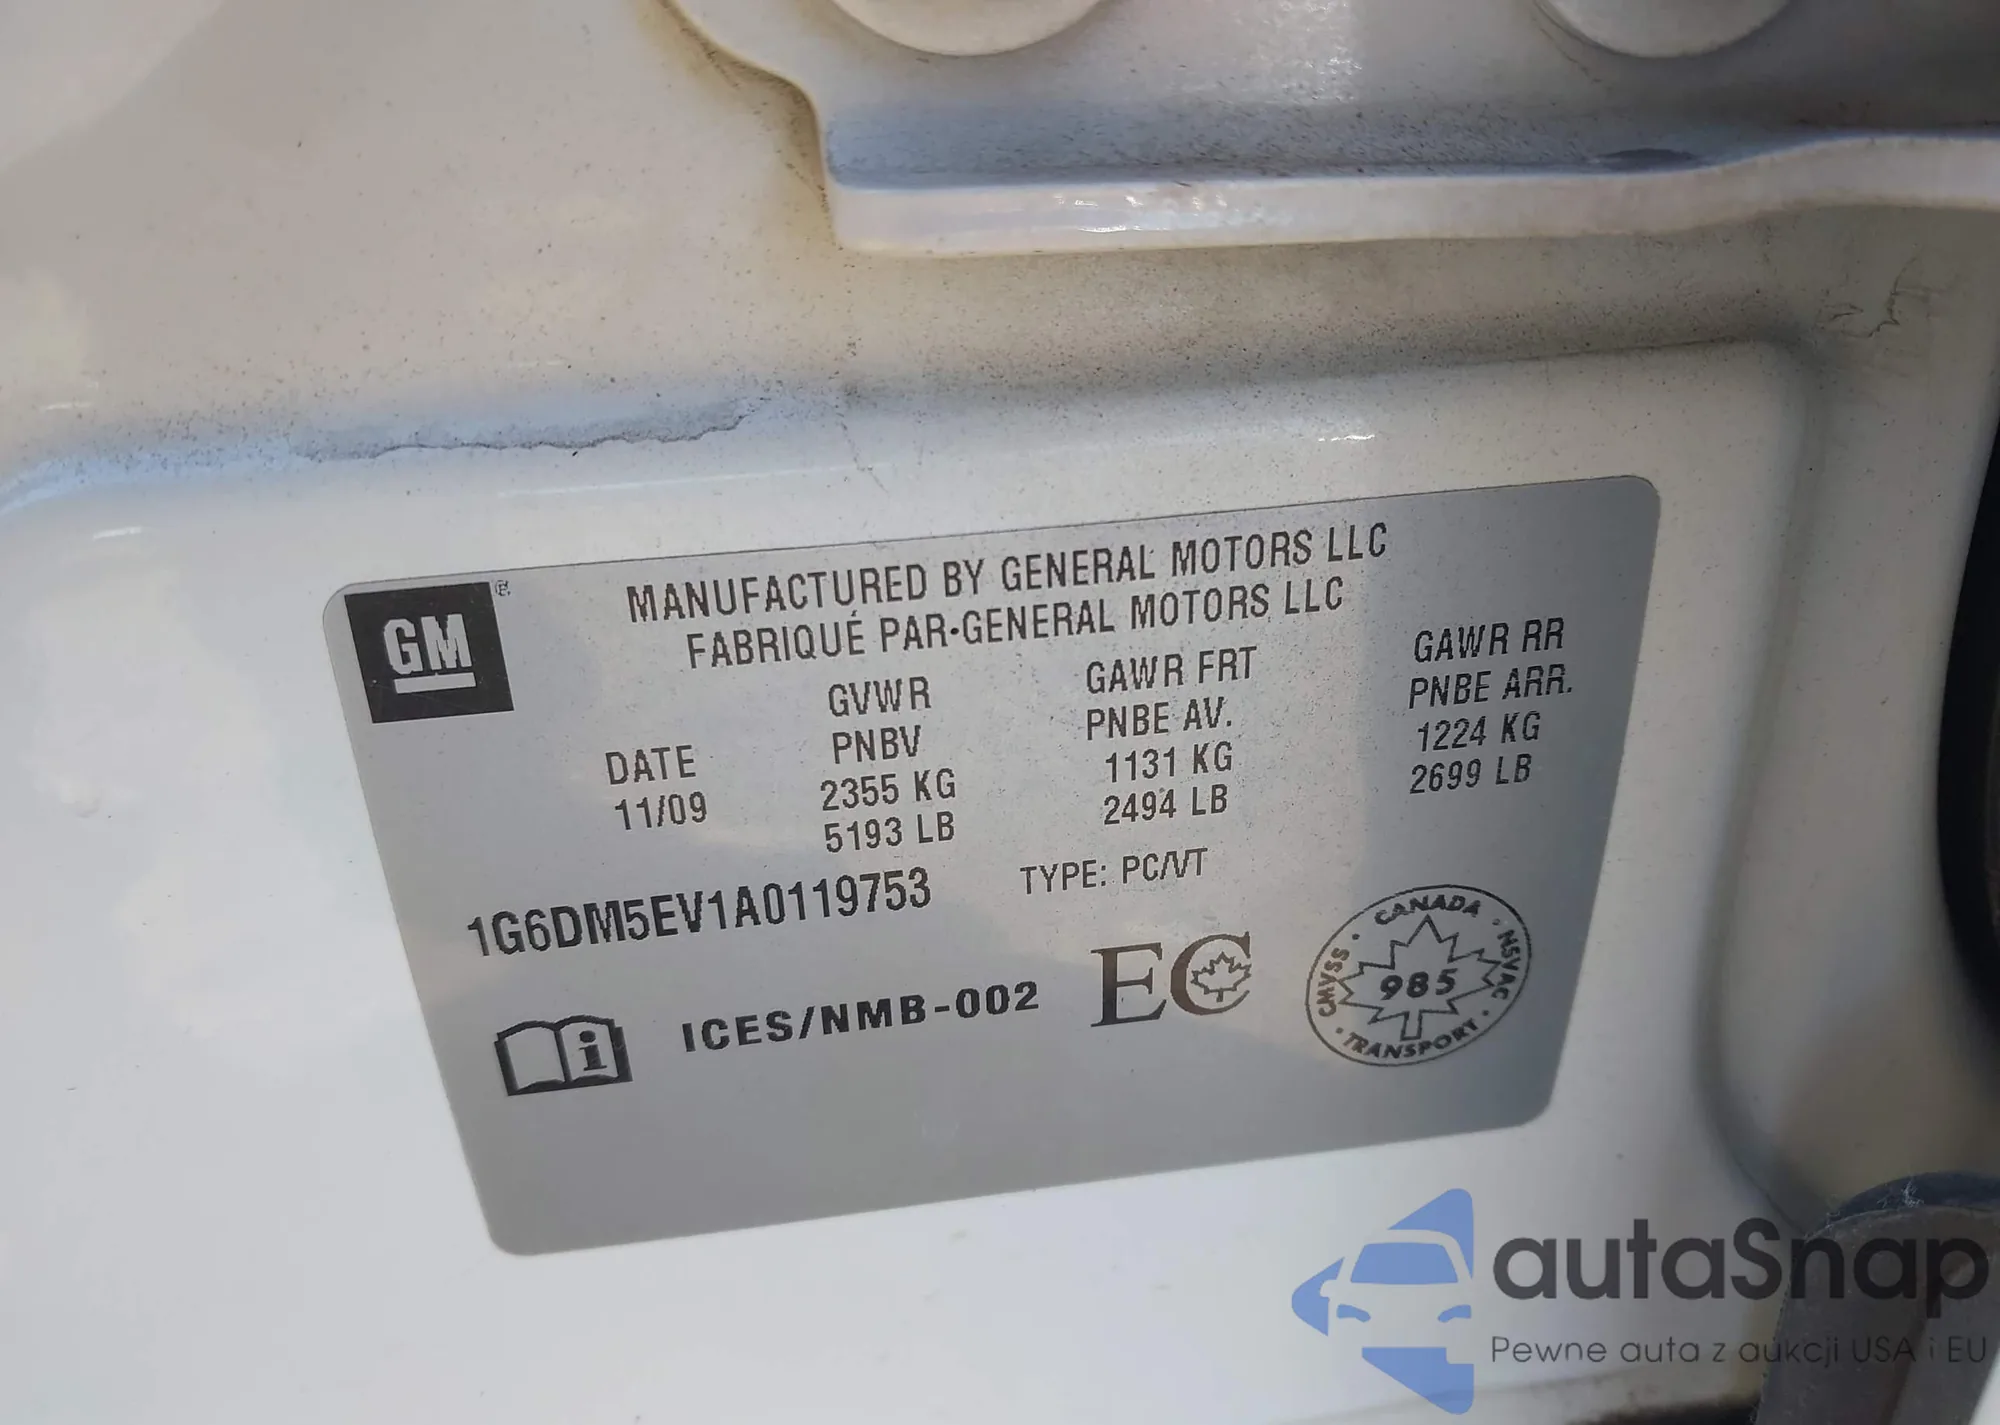 GM
MANUFACTURED BY GENERAL MOTORS LLC
FABRIQUÉ PAR GENERAL MOTORS LLC
DATE
11/09
GVWR
PNBV
2355 KG
5193 LB
GAWR FRT
PNBE AV.
1131 KG
2494 LB
GAWR RR
PNBE ARR.
1224 KG
2699 LB
1G6DM5EV1A0119753
TYPE: PC/VT
i
ICES/NMB-002
EC
CANADA · NSVAC · TRANSPORT · CMVSS ·
985
autaSnap
Pewne auta z aukcji USA i EU